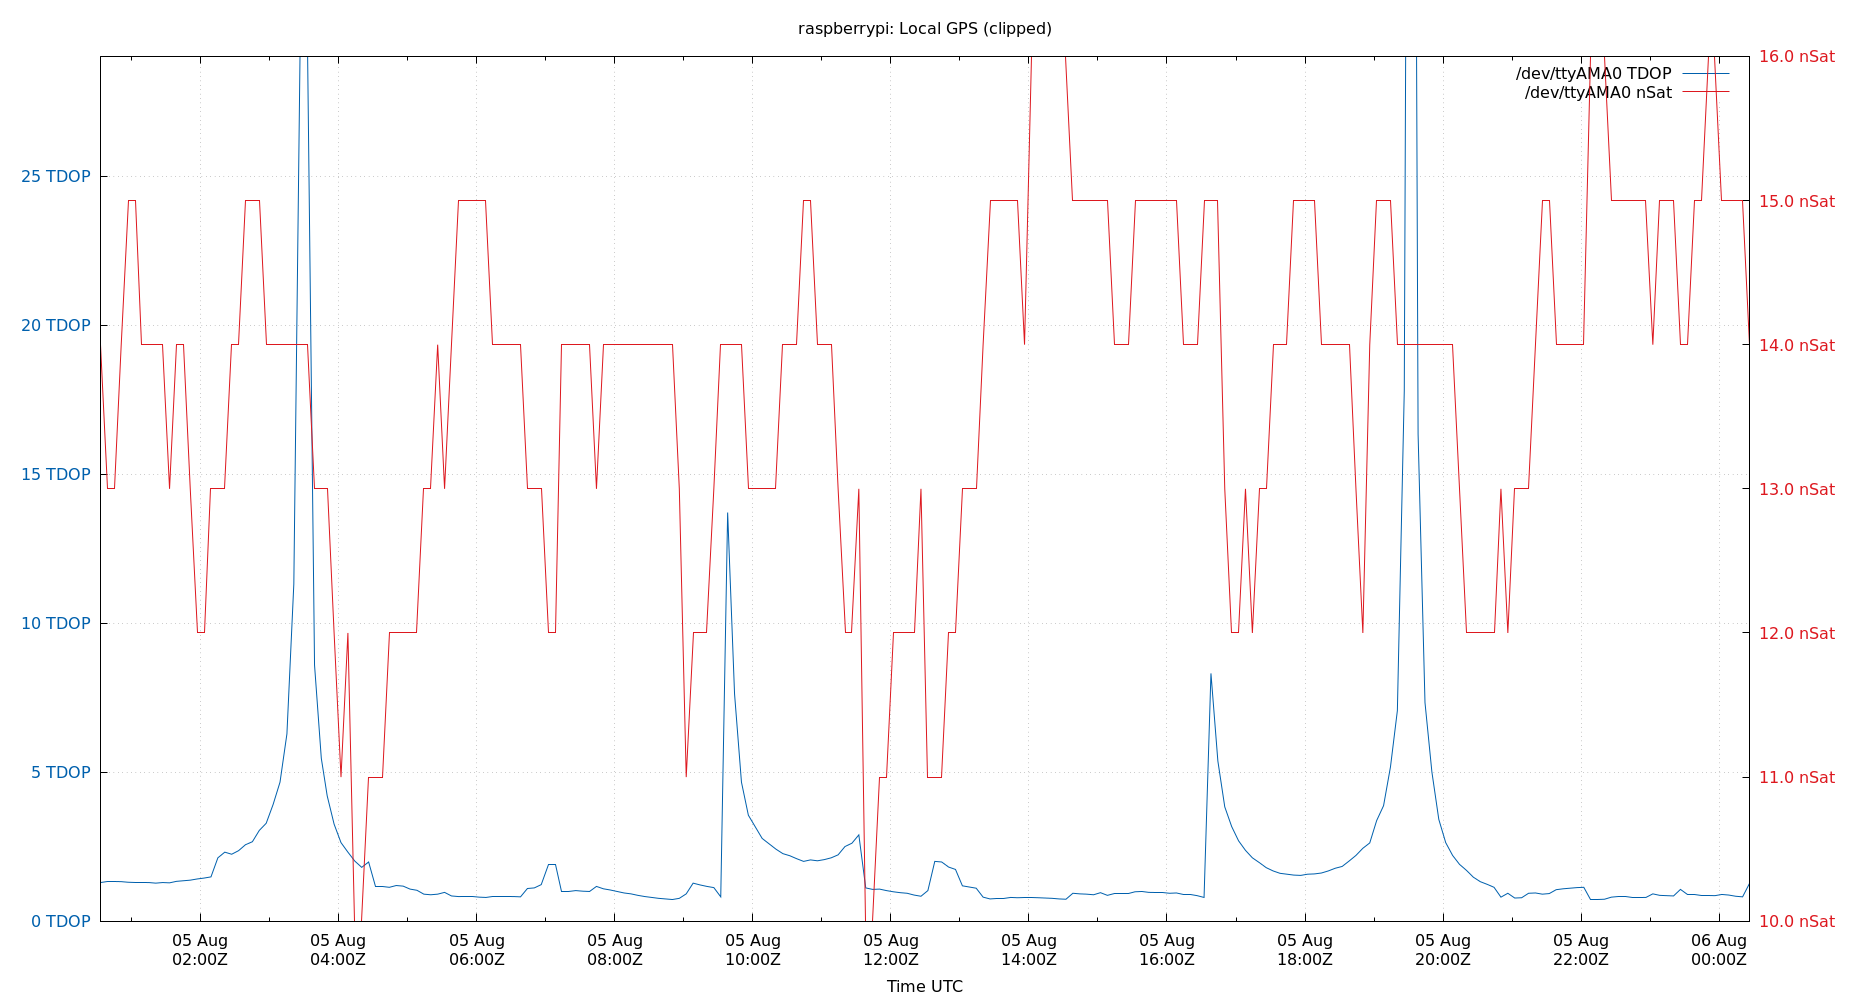 raspberrypi: Local GPS (clipped)
16.0 nSat
/dev/ttyAMA0 TDOP
/dev/ttyAMA0 nSat
25 TDOP
15.0 nSat
20 TDOP
14.0 nSat
15 TDOP
13.0 nSat
10 TDOP
12.0 nSat
5 TDOP
11.0 nSat
0 TDOP
10.0 nSat
05 Aug 05 Aug 05 Aug 05 Aug 05 Aug 05 Aug 05 Aug 05 Aug 05 Aug 05 Aug 05 Aug 06 Aug
02:00Z 04:00Z 06:00Z 08:00Z 10:00Z 12:00Z 14:00Z 16:00Z 18:00Z 20:00Z 22:00Z 00:00Z
Time UTC